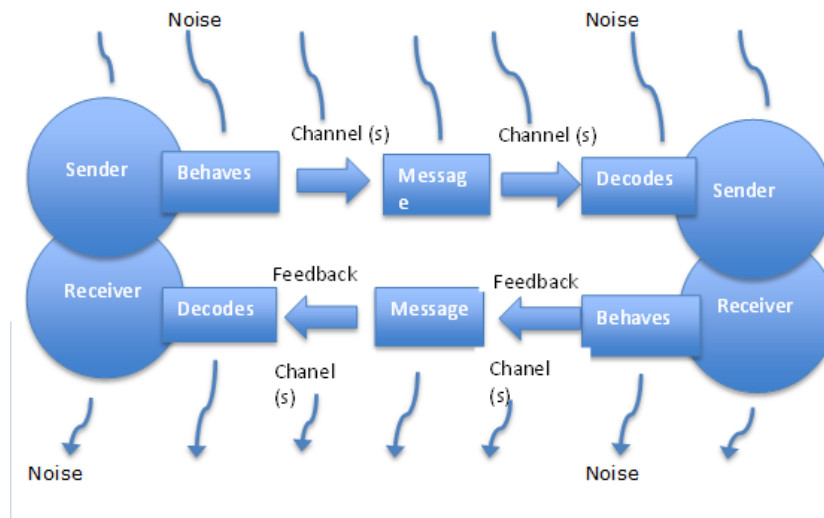 Noise
Noise
Channel (s)
Channel (s)
Sender
Behaves
Messag
e
Decodes
Sender
Feedback
Feedback
Receiver
Decodes
Message
Behaves
Receiver
Chanel
(s)
Chanel
(s)
Noise
Noise